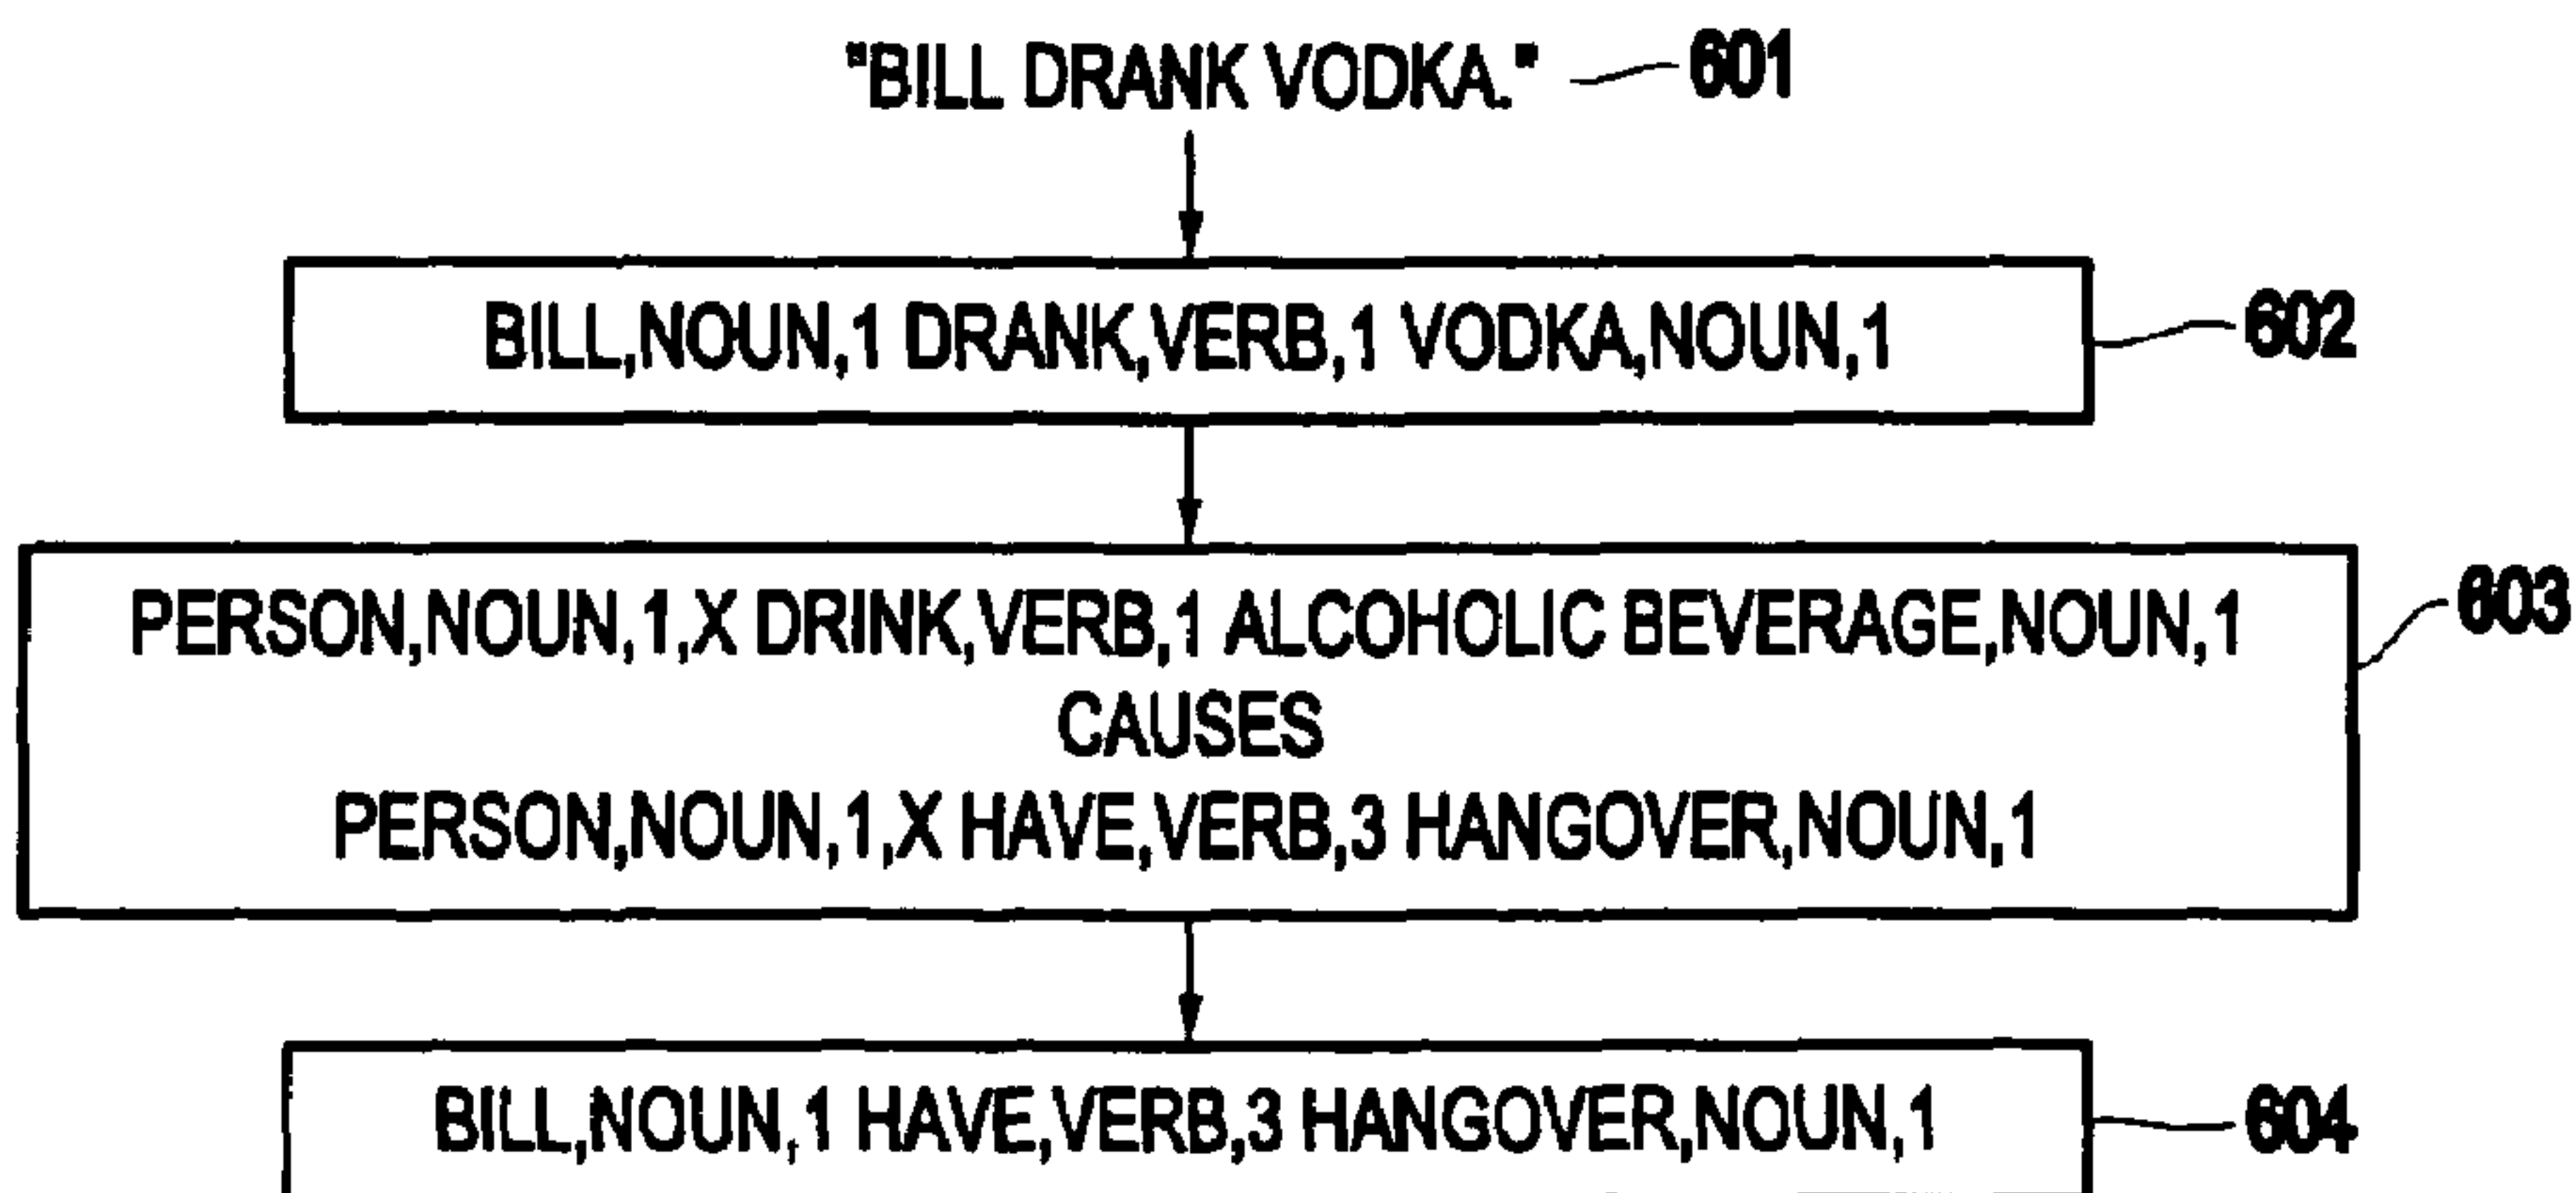 "BILL DRANK VODKA." 601
BILL,NOUN,1 DRANK,VERB,1 VODKA,NOUN,1 602
PERSON,NOUN,1,X DRINK,VERB,1 ALCOHOLIC BEVERAGE,NOUN,1 603
CAUSES
PERSON,NOUN,1,X HAVE,VERB,3 HANGOVER,NOUN,1
BILL,NOUN,1 HAVE,VERB,3 HANGOVER,NOUN,1 604